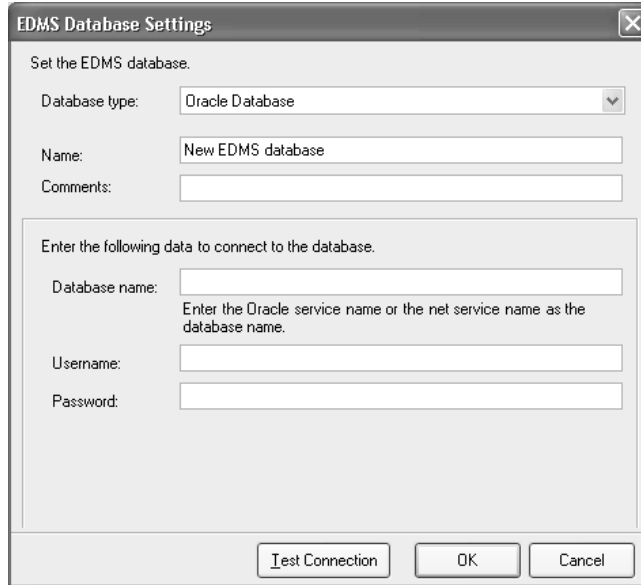 EDMS Database Settings
Set the EDMS database.
Database type: Oracle Database
Name: New EDMS database
Comments:
Enter the following data to connect to the database.
Database name:
Enter the Oracle service name or the net service name as the
database name.
Username:
Password:
Test Connection OK Cancel